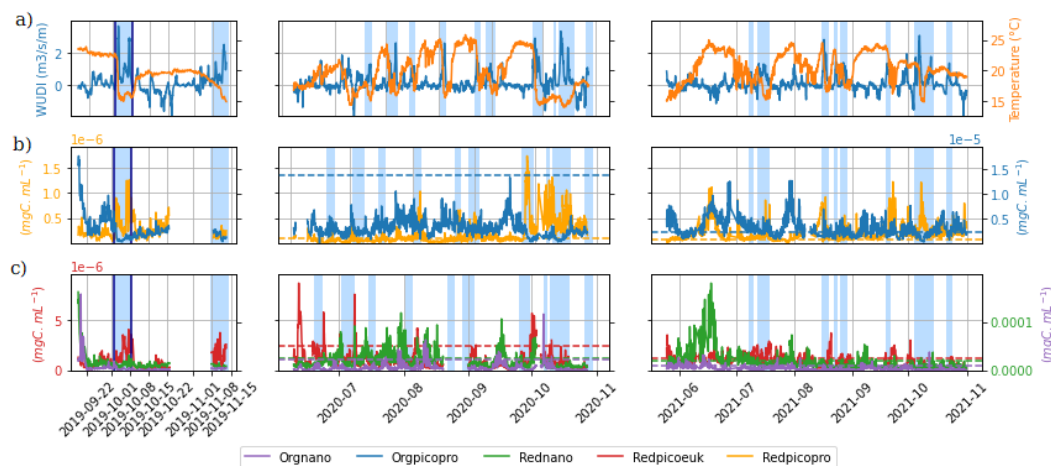 a)
WUDI (m3/s/m)
2
0
25
20
15
Temperature (°C)
b)
1e-6
1e-5
(mgC. mL⁻¹)
1.5
1.0
0.5
1.5
1.0
0.5
(mgC. mL⁻¹)
c)
1e-6
(mgC. mL⁻¹)
5
0
0.0001
0.0000
(mgC. mL⁻¹)
2019-09-22
2019-10-01
2019-10-08
2019-10-15
2019-10-22
2019-11-01
2019-11-08
2019-11-15
2020-07
2020-08
2020-09
2020-10
2020-11
2021-06
2021-07
2021-08
2021-09
2021-10
2021-11
Orgnano
Orgpicopro
Rednano
Redpicoeuk
Redpicopro